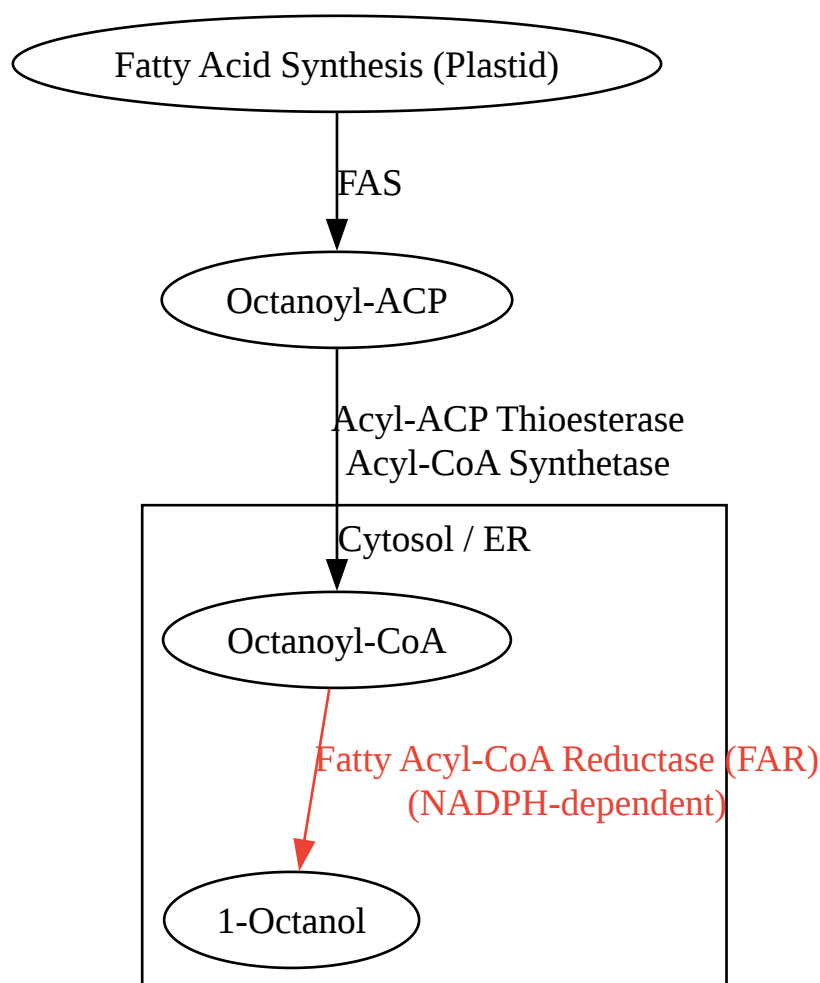 Fatty Acid Synthesis (Plastid)
FAS
Octanoyl-ACP
Acyl-ACP Thioesterase
Acyl-CoA Synthetase
Cytosol / ER
Octanoyl-CoA
Fatty Acyl-CoA Reductase (FAR)
(NADPH-dependent)
1-Octanol